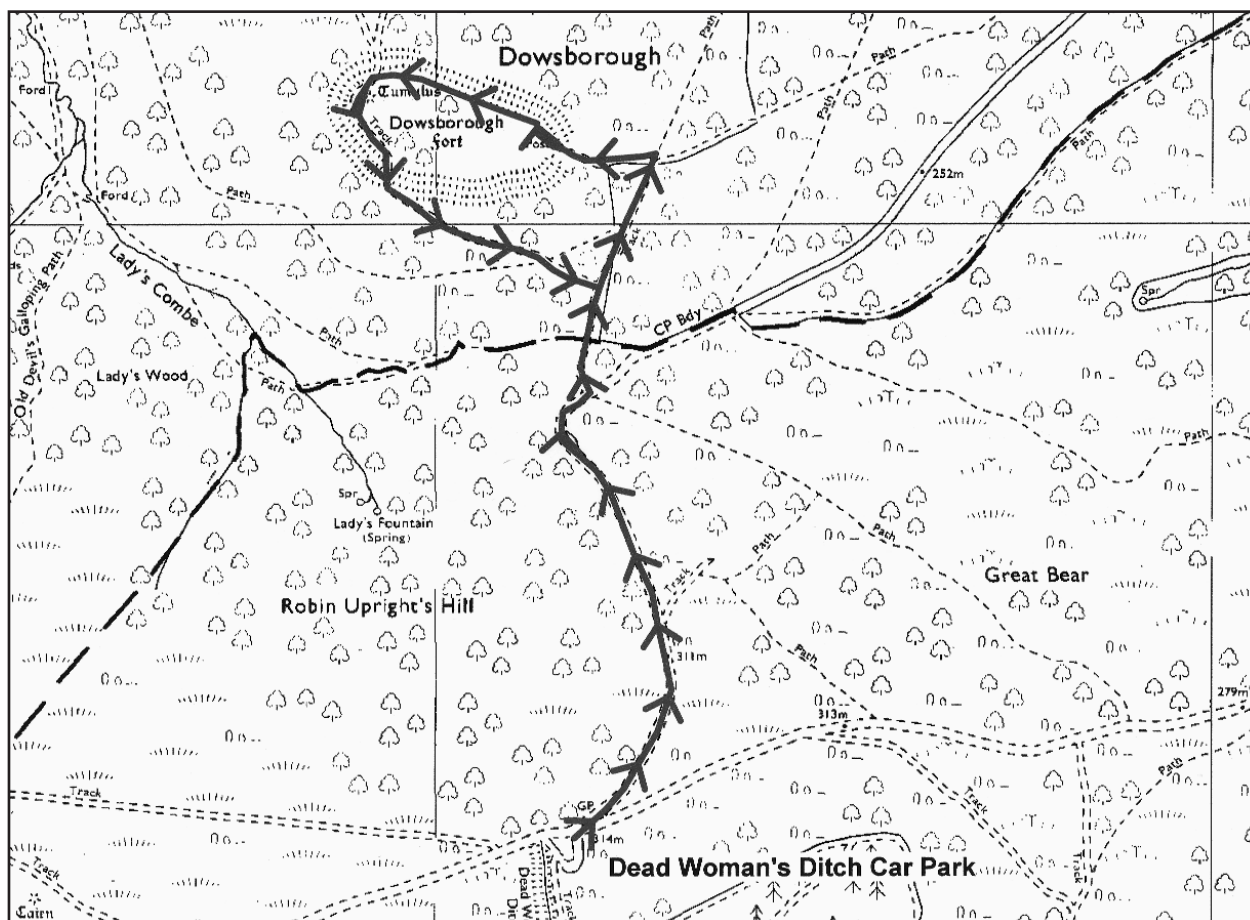 Dowsborough
Path
Path
Path
Path
Ford
Tumulus
Dowsborough
Fort
Track
Path
Ford
252m
Lady's Combe
Old Devil's Galloping Path
CP Bdy
Spr
Path
Lady's Wood
Path
Path
Spr
Lady's Fountain
(Spring)
Path
Path
Track
Great Bear
Robin Upright's Hill
311m
Path
279m
313m
Path
Track
GP
314m
Track
Dead Woman's Ditch Car Park
Track
Track
Track
Cairn